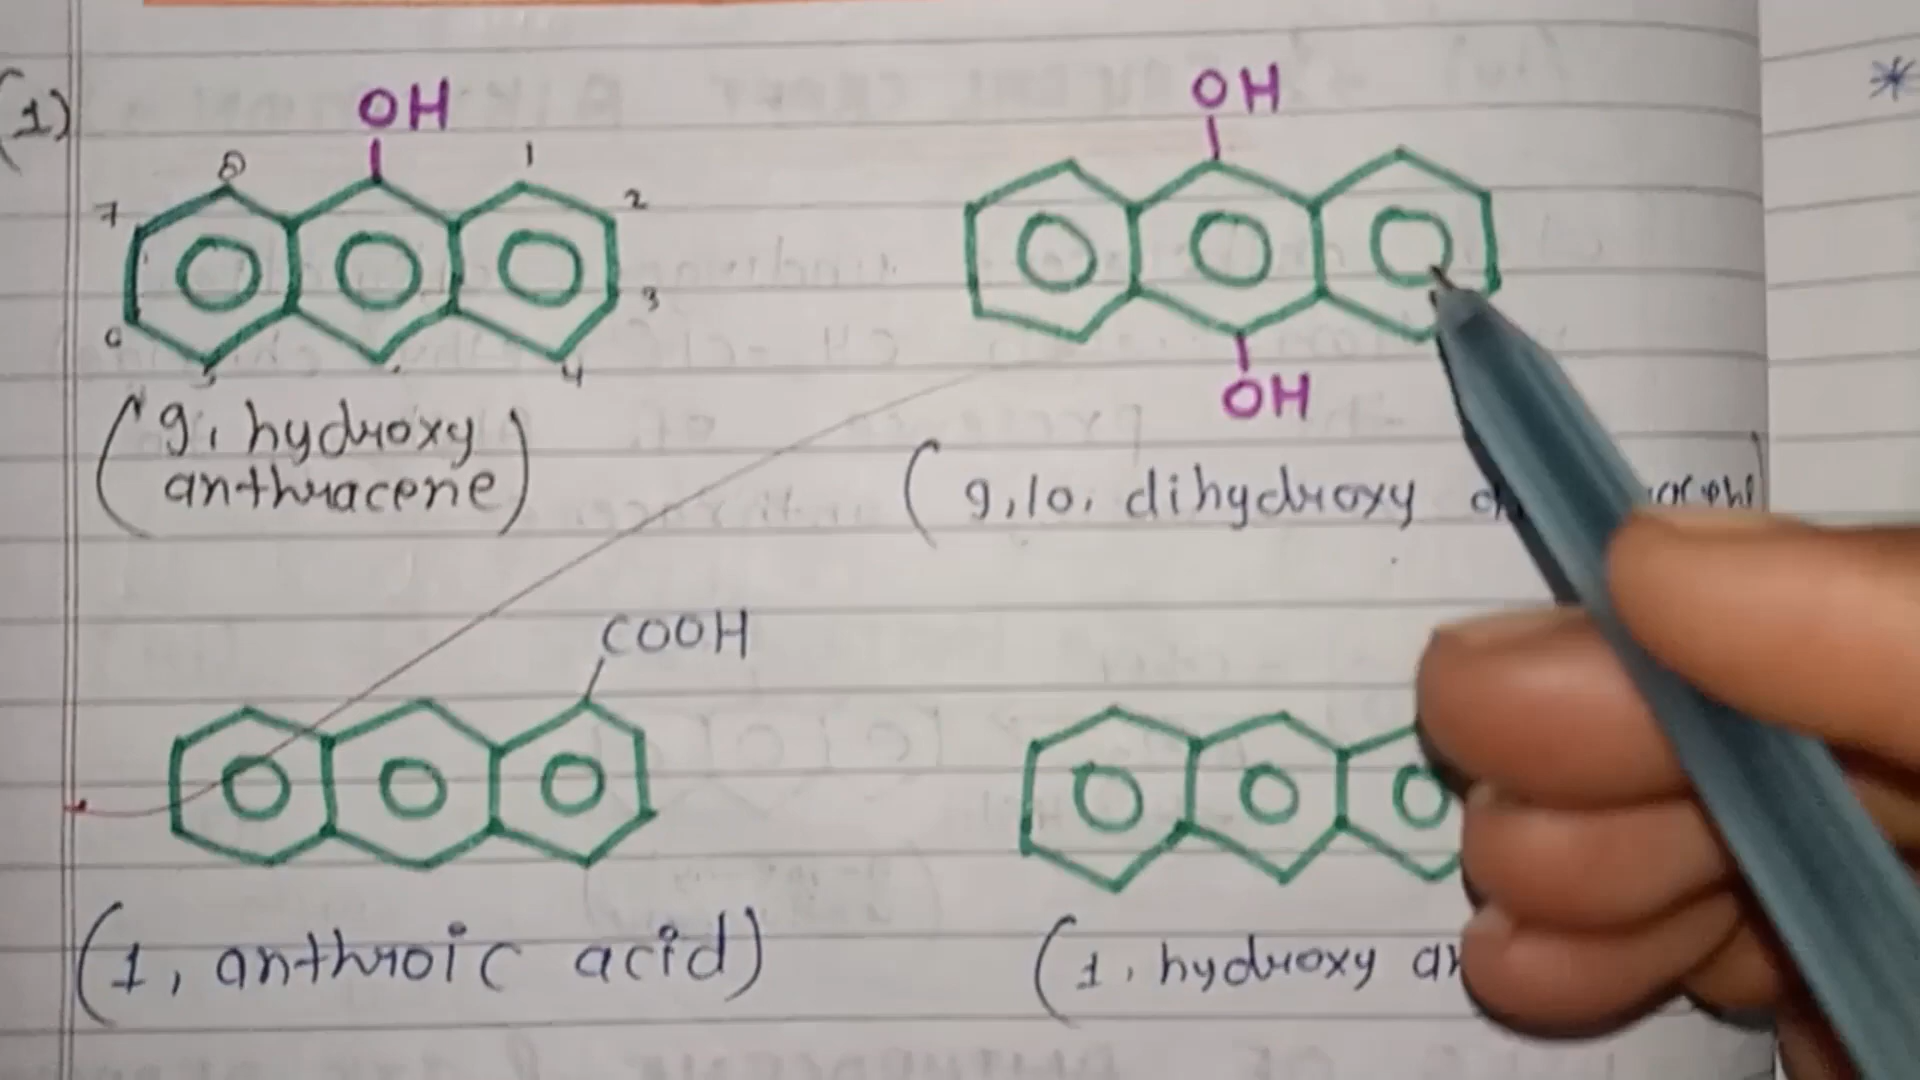 (1)
OH
8
1
7
2
6
3
5
4
(9, hydroxy
anthracene)
OH
OH
(9,10, dihydroxy
*
COOH
(1, anthroic acid)
(1, hydroxy